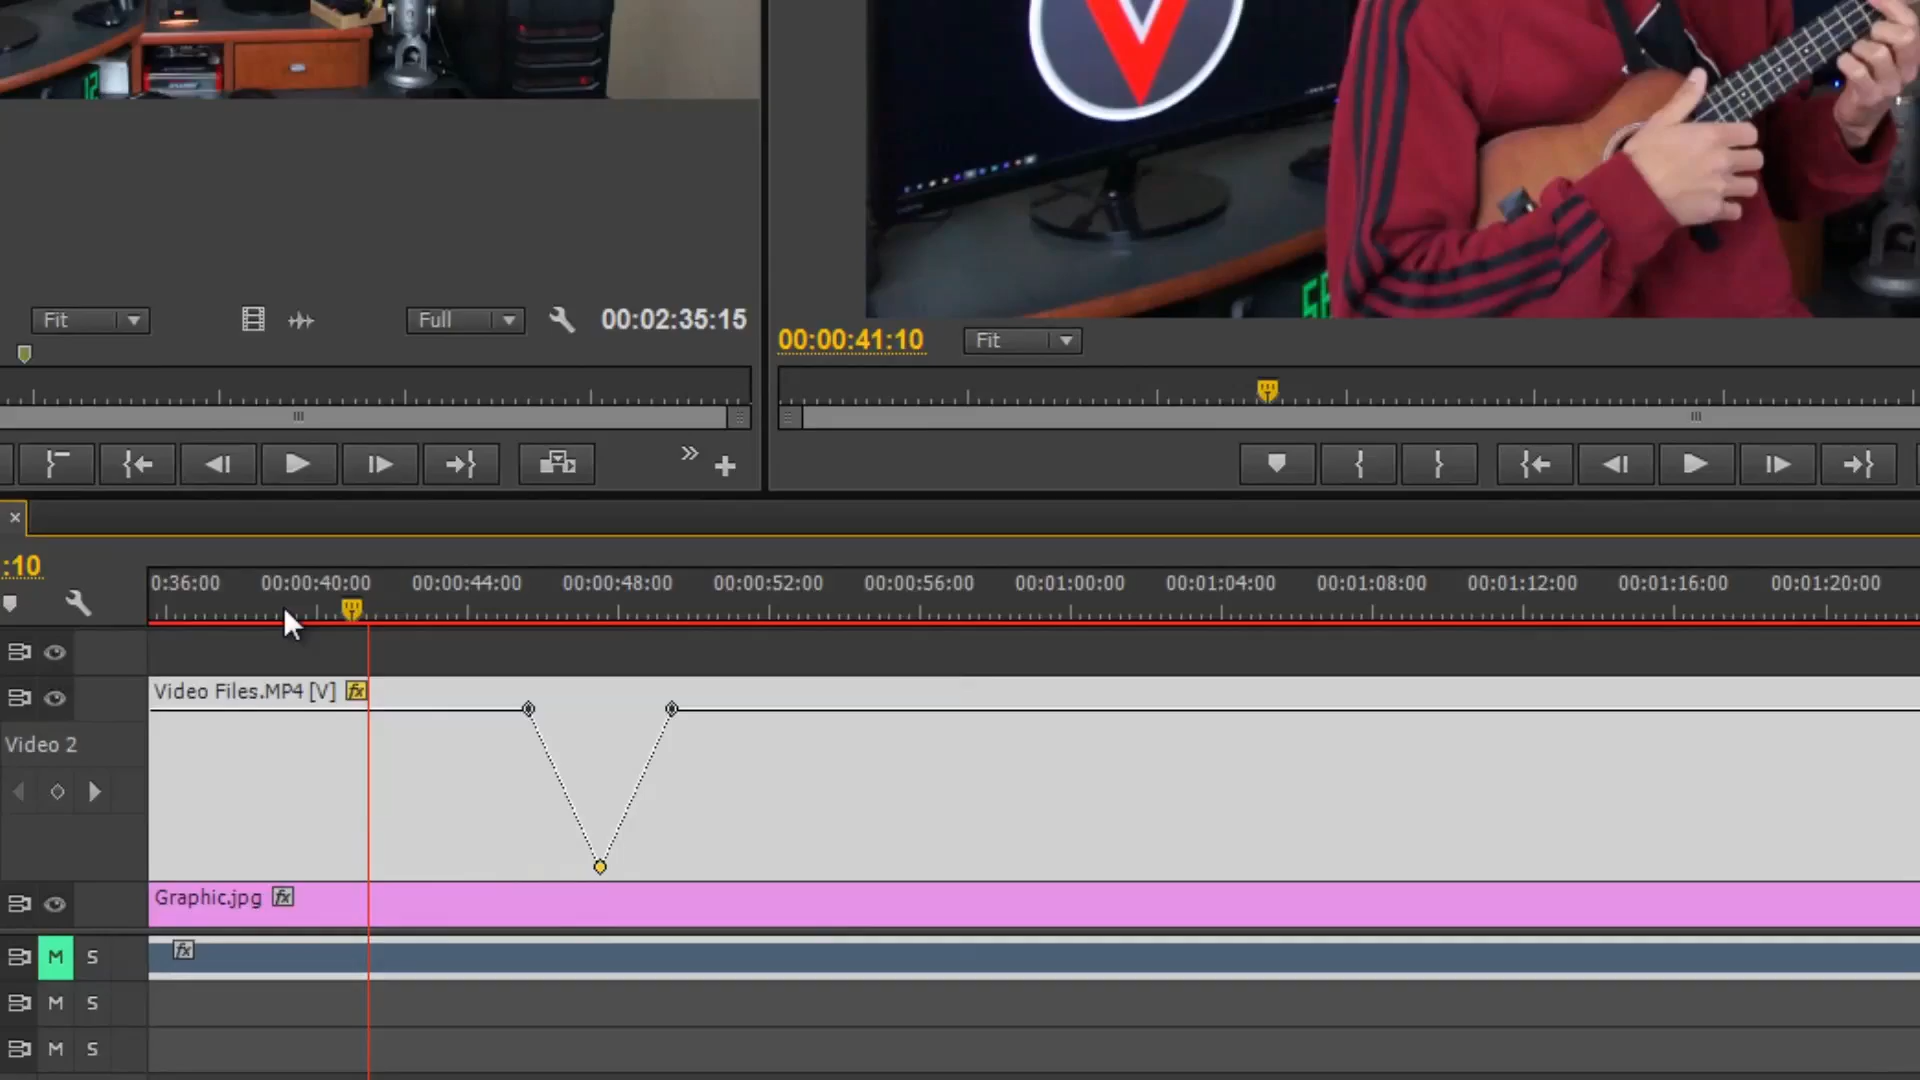 Fit
Full
00:02:35:15
00:00:41:10
Fit
:10
0:36:00
00:00:40:00
00:00:44:00
00:00:48:00
00:00:52:00
00:00:56:00
00:01:00:00
00:01:04:00
00:01:08:00
00:01:12:00
00:01:16:00
00:01:20:00
Video Files.MP4 [V] fx
Video 2
Graphic.jpg fx
M S fx
M S
M S